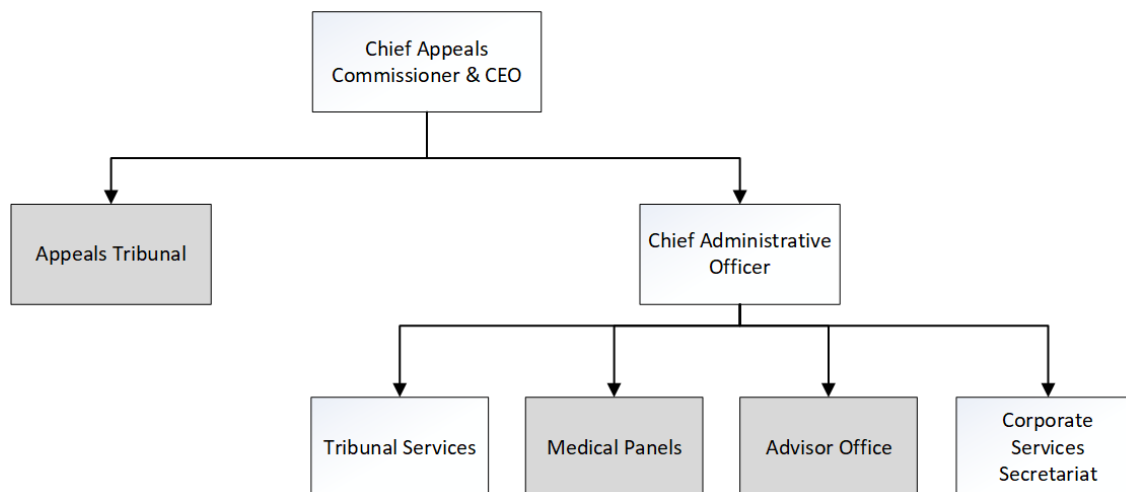 Chief Appeals
Commissioner & CEO
Appeals Tribunal
Chief Administrative
Officer
Tribunal Services
Medical Panels
Advisor Office
Corporate
Services
Secretariat